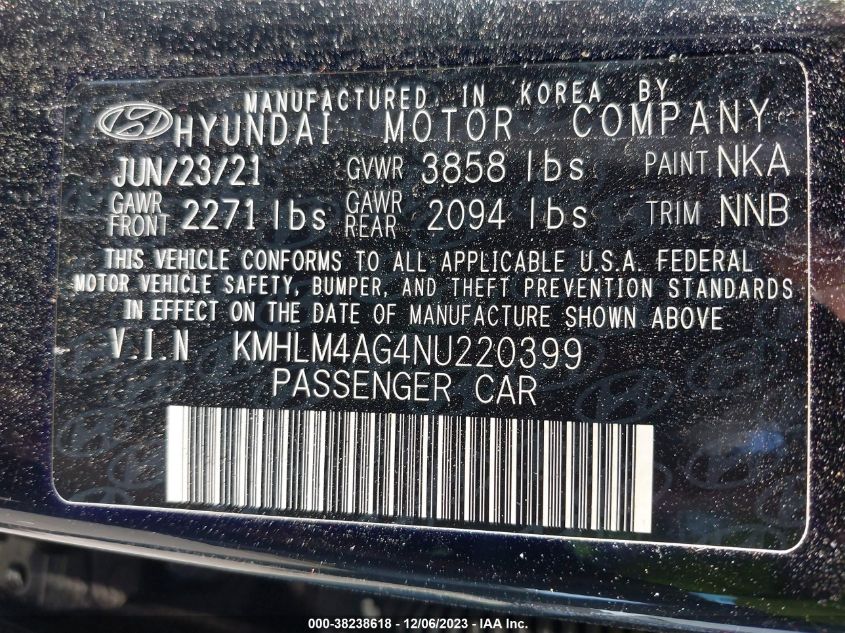 MANUFACTURED IN KOREA BY
HYUNDAI MOTOR COMPANY
JUN/23/21 GVWR 3858 lbs PAINT NKA
GAWR FRONT 2271 lbs GAWR REAR 2094 lbs TRIM NNB
THIS VEHICLE CONFORMS TO ALL APPLICABLE U.S.A. FEDERAL
MOTOR VEHICLE SAFETY, BUMPER, AND THEFT PREVENTION STANDARDS
IN EFFECT ON THE DATE OF MANUFACTURE SHOWN ABOVE
V.I.N KMHLM4AG4NU220399
PASSENGER CAR
000-38238618 - 12/06/2023 - IAA Inc.